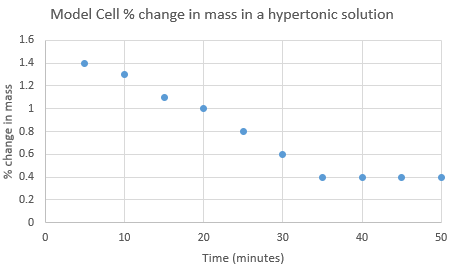 Model Cell % change in mass in a hypertonic solution
% change in mass
1.6
1.4
1.2
1
0.8
0.6
0.4
0.2
0
0 10 20 30 40 50
Time (minutes)